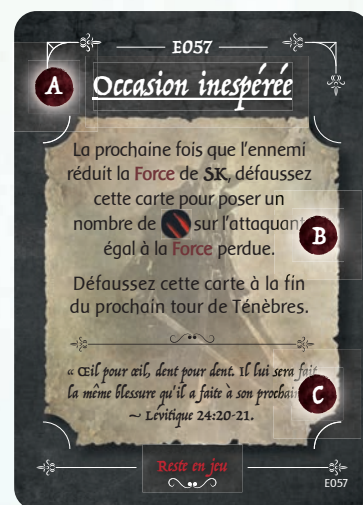 E057
A
Occasion inespérée
La prochaine fois que l'ennemi
réduit la Force de SK, défaussez
cette carte pour poser un
nombre de sur l'attaquant
égal à la Force perdue.
B
Défaussez cette carte à la fin
du prochain tour de Ténèbres.
« Œil pour œil, dent pour dent. Il lui sera fait
la même blessure qu'il a faite à son prochain
~ Lévitique 24:20-21.
C
Reste en jeu
E057